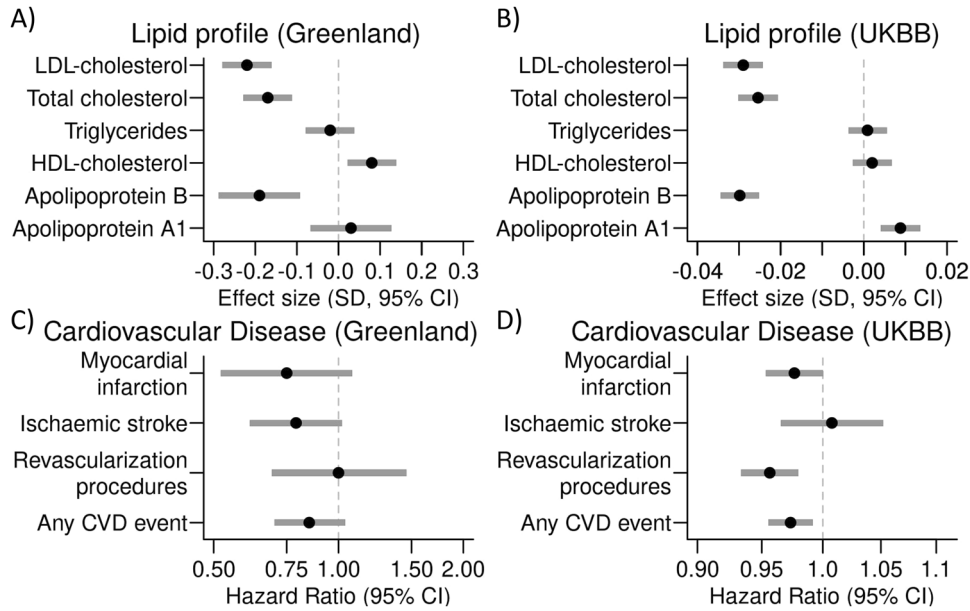 A)
Lipid profile (Greenland)
LDL-cholesterol
Total cholesterol
Triglycerides
HDL-cholesterol
Apolipoprotein B
Apolipoprotein A1
-0.3 -0.2 -0.1 0.0 0.1 0.2 0.3
Effect size (SD, 95% CI)
B)
Lipid profile (UKBB)
LDL-cholesterol
Total cholesterol
Triglycerides
HDL-cholesterol
Apolipoprotein B
Apolipoprotein A1
-0.04 -0.02 0.00 0.02
Effect size (SD, 95% CI)
C)
Cardiovascular Disease (Greenland)
Myocardial
infarction
Ischaemic stroke
Revascularization
procedures
Any CVD event
0.50 0.75 1.00 1.50 2.00
Hazard Ratio (95% CI)
D)
Cardiovascular Disease (UKBB)
Myocardial
infarction
Ischaemic stroke
Revascularization
procedures
Any CVD event
0.90 0.95 1.0 1.05 1.1
Hazard Ratio (95% CI)